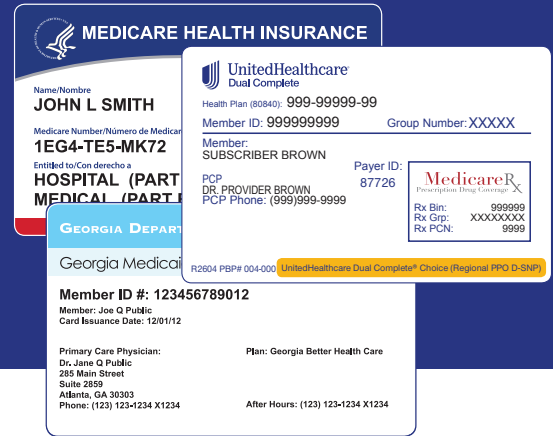 MEDICARE HEALTH INSURANCE
Name/Nombre
JOHN L SMITH
Medicare Number/Número de Medicar
1EG4-TE5-MK72
Entitled to/Con derecho a
HOSPITAL (PART
MEDICAL (PART
UnitedHealthcare®
Dual Complete
Health Plan (80840): 999-99999-99
Member ID: 999999999 Group Number: XXXXX
Member:
SUBSCRIBER BROWN
Payer ID:
87726
PCP
DR. PROVIDER BROWN
PCP Phone: (999)999-9999
MedicareRx
Prescription Drug Coverage
Rx Bin: 999999
Rx Grp: XXXXXXXX
Rx PCN: 9999
R2604 PBP# 004-000 UnitedHealthcare Dual Complete® Choice (Regional PPO D-SNP)
GEORGIA DEPART
Georgia Medicai
Member ID #: 123456789012
Member: Joe Q Public
Card Issuance Date: 12/01/12
Primary Care Physician: Plan: Georgia Better Health Care
Dr. Jane Q Public
285 Main Street
Suite 2859
Atlanta, GA 30303
Phone: (123) 123-1234 X1234 After Hours: (123) 123-1234 X1234